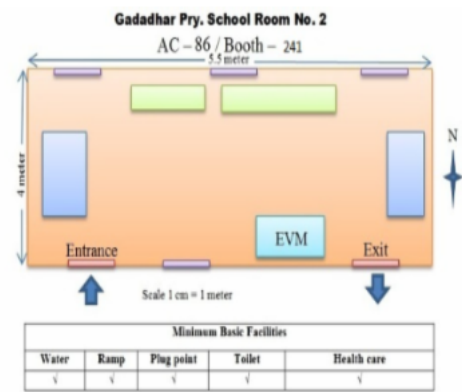 Gadadhar Pry. School Room No. 2
AC – 86 / Booth – 241
5.5 meter
4 meter
N
EVM
Entrance
Exit
Scale 1 cm = 1 meter
Minimum Basic Facilities
Water Ramp Plug point Toilet Health care
√ √ √ √ √